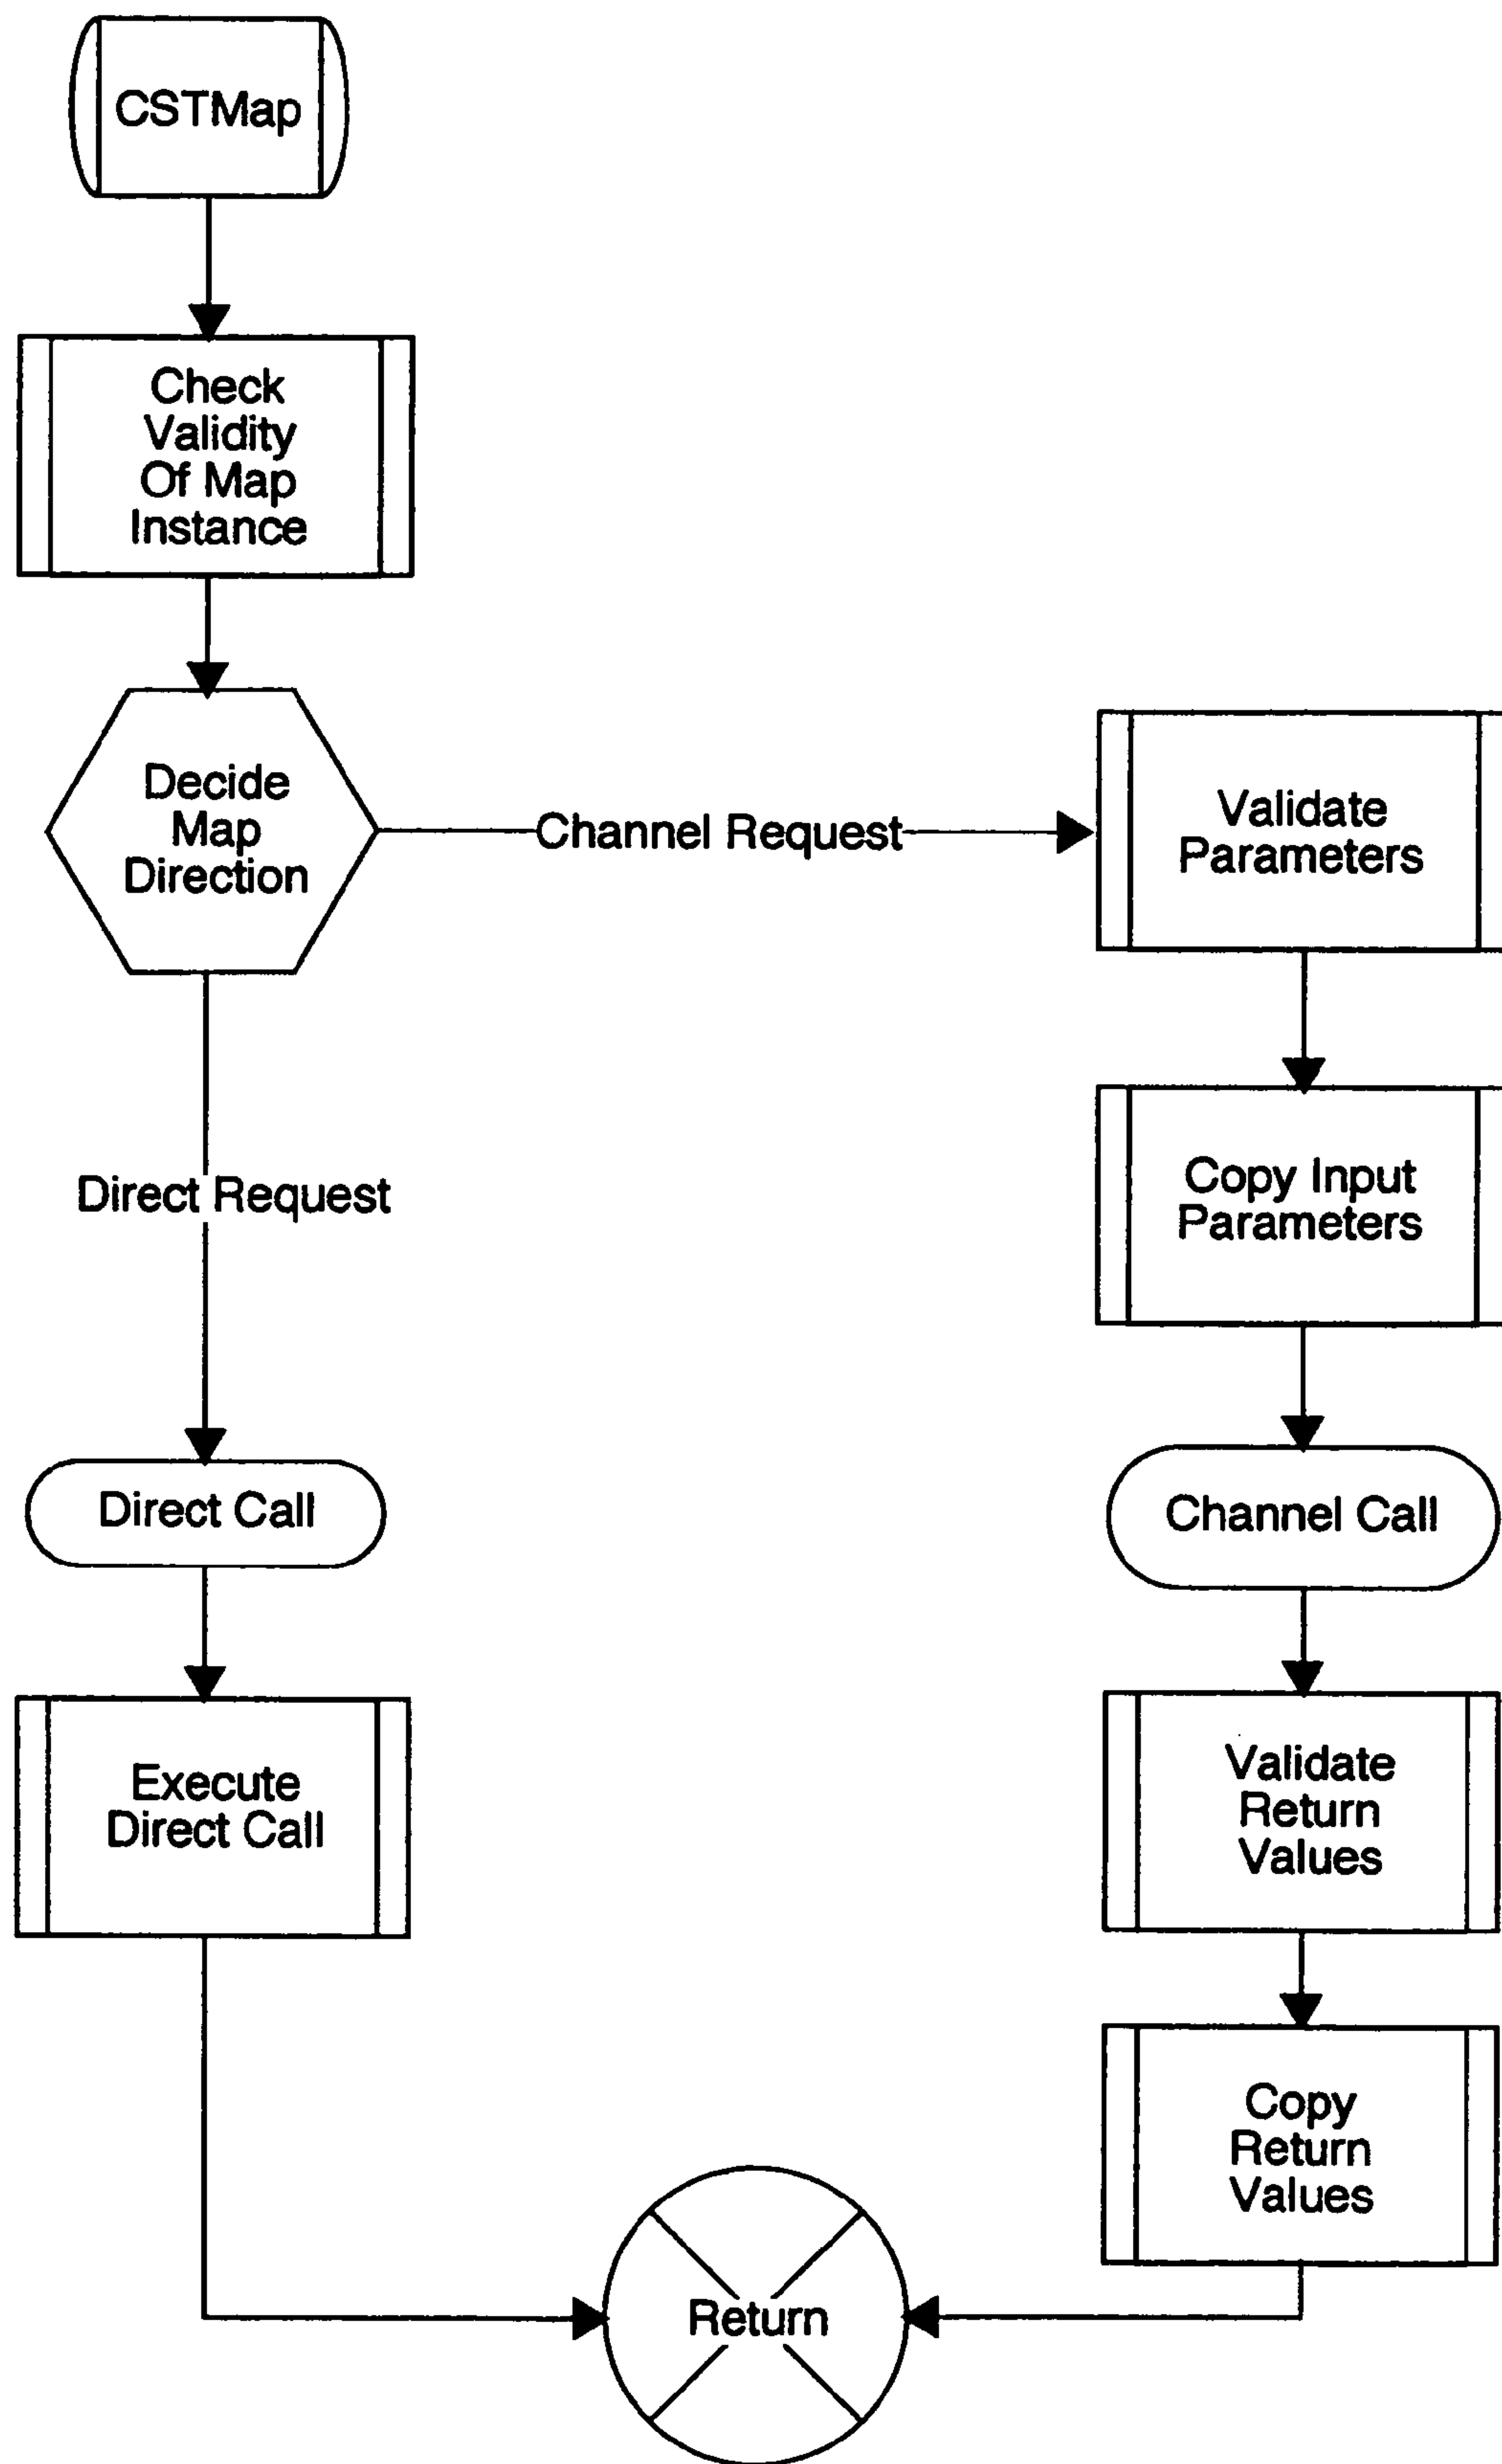 CSTMap
Check
Validity
Of Map
Instance
Decide
Map
Direction
Channel Request
Validate
Parameters
Copy Input
Parameters
Direct Request
Direct Call
Channel Call
Execute
Direct Call
Validate
Return
Values
Copy
Return
Values
Return